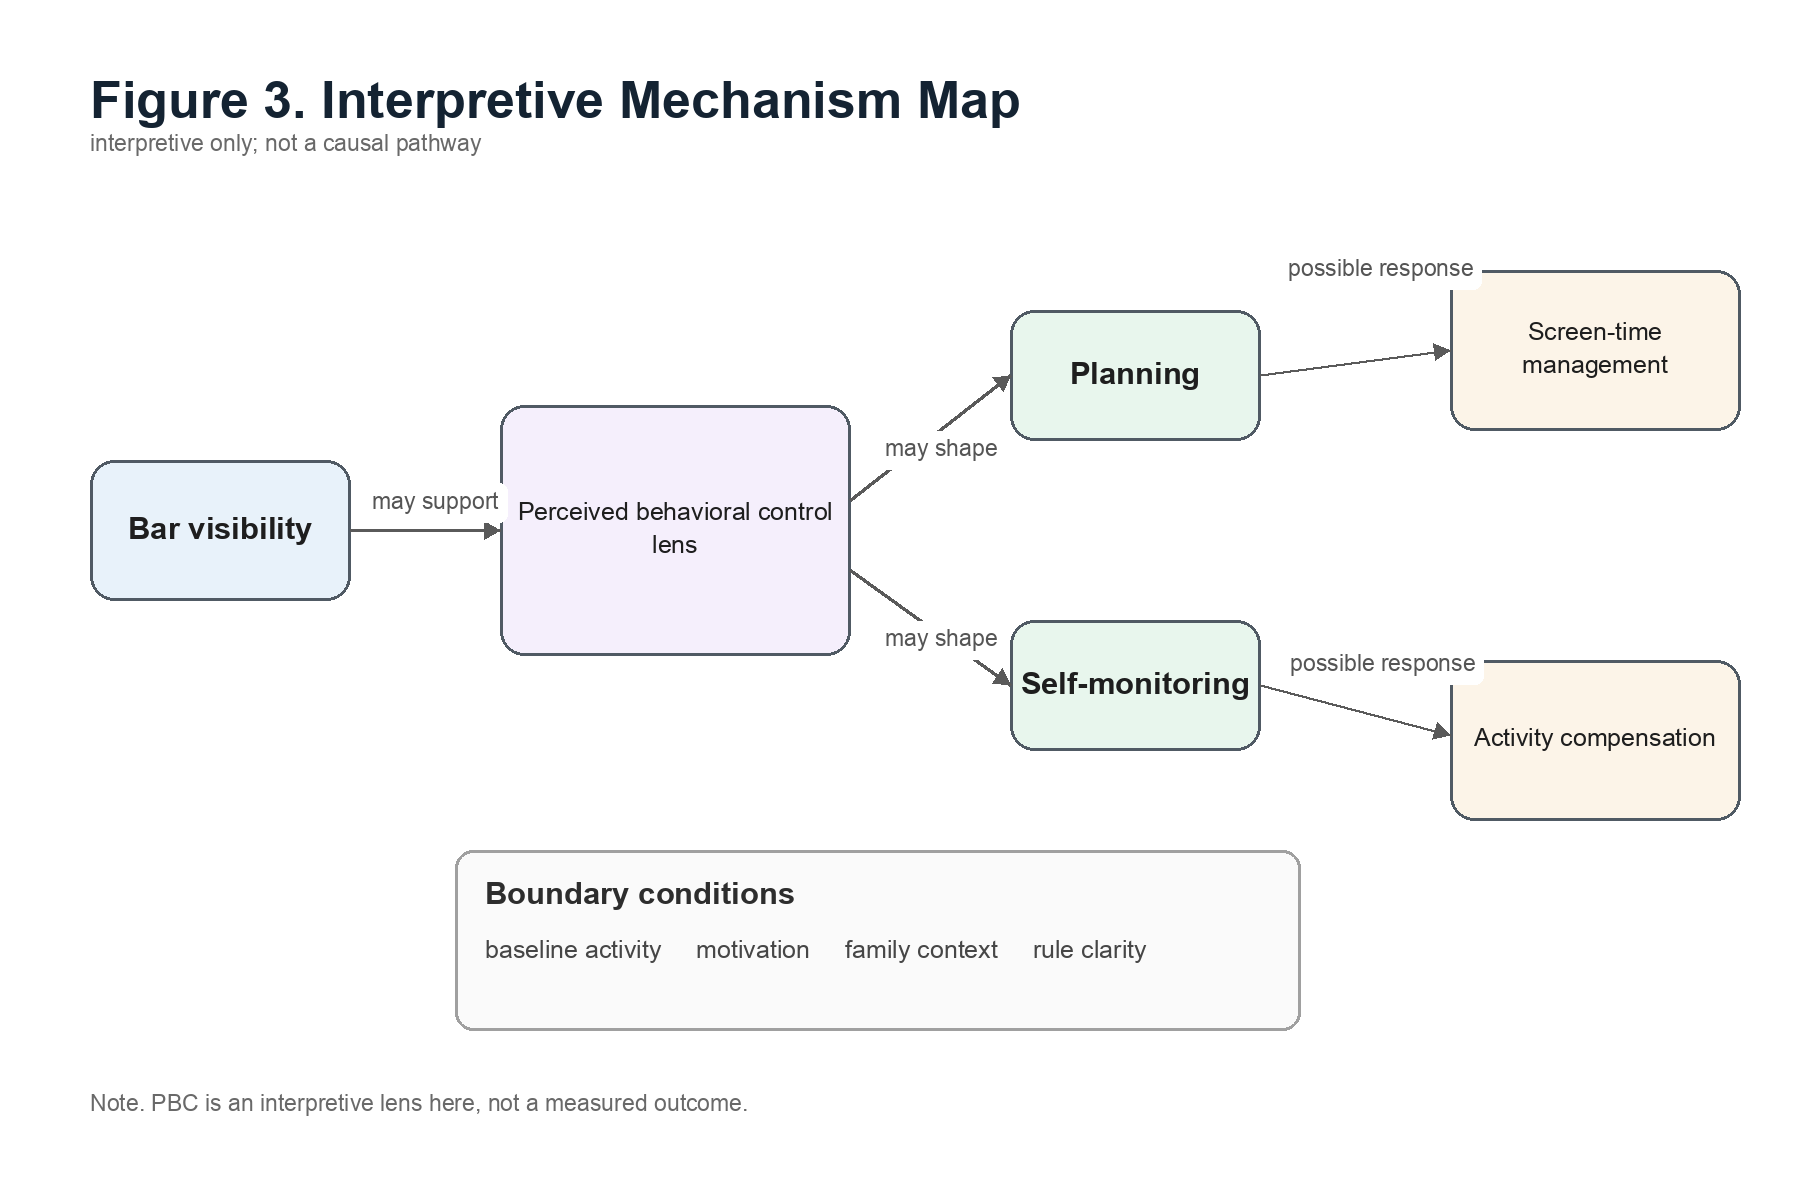 Figure 3. Interpretive Mechanism Map
interpretive only; not a causal pathway
Bar visibility
may support
Perceived behavioral control
lens
may shape
Planning
possible response
Screen-time
management
may shape
Self-monitoring
possible response
Activity compensation
Boundary conditions
baseline activity motivation family context rule clarity
Note. PBC is an interpretive lens here, not a measured outcome.